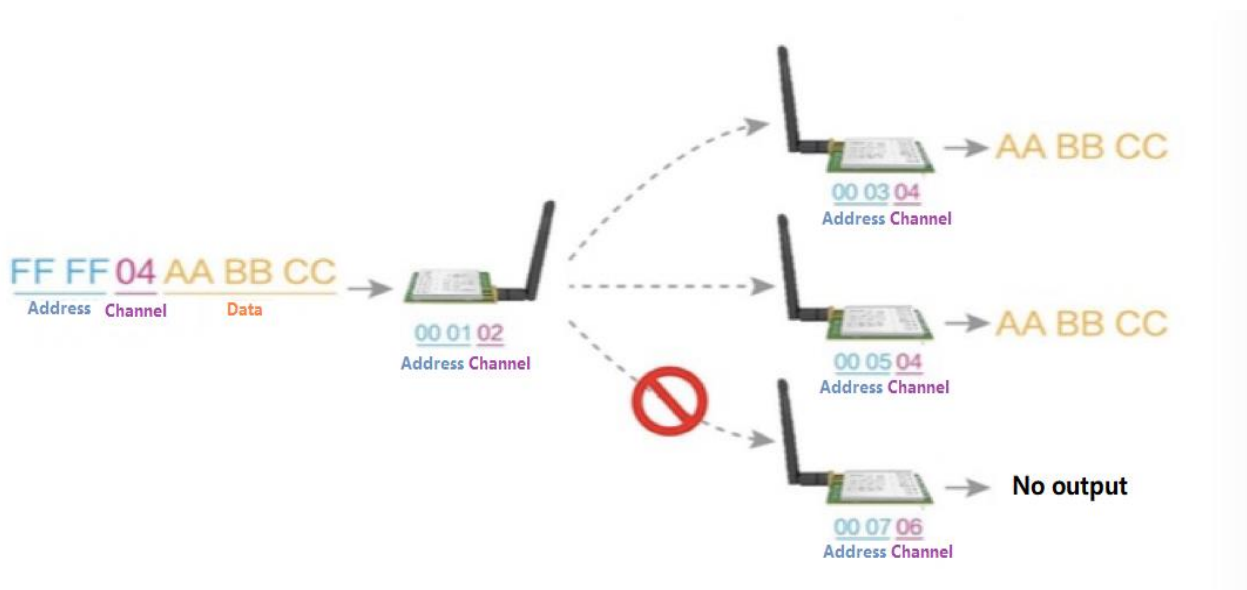 FF FF 04 AA BB CC
Address Channel Data
00 01 02
Address Channel
AA BB CC
00 03 04
Address Channel
AA BB CC
00 05 04
Address Channel
No output
00 07 06
Address Channel